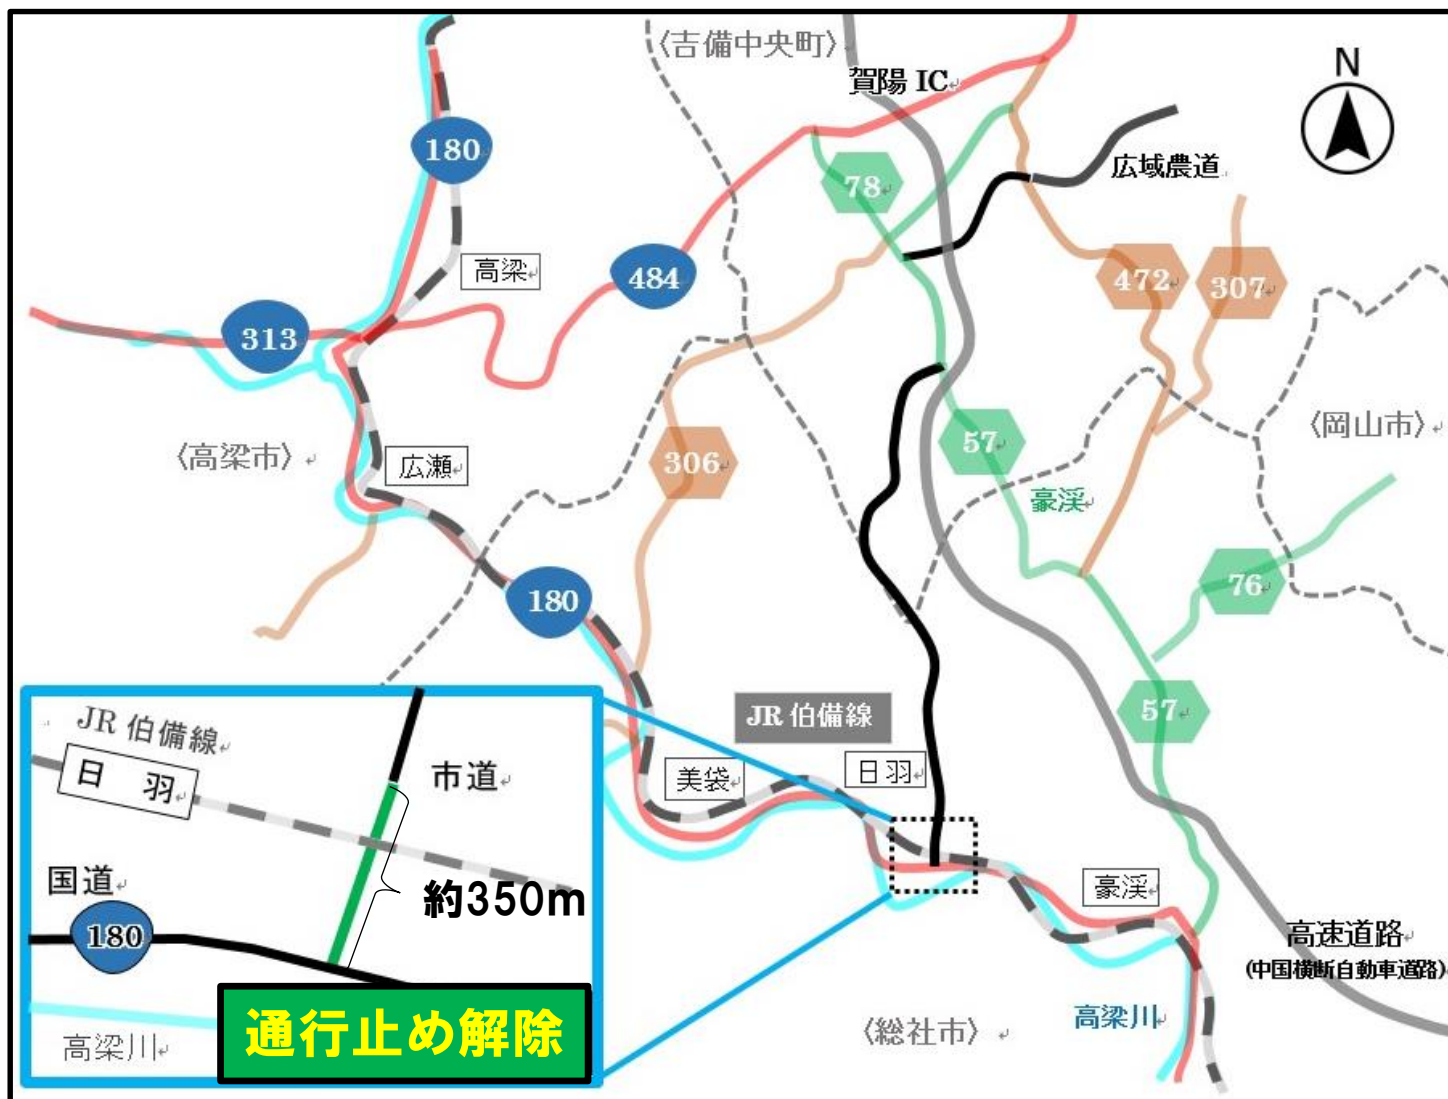 〈吉備中央町〉
賀陽 IC
N
180
78
広域農道
高梁
484
472
307
313
〈高梁市〉
広瀬
306
57
〈岡山市〉
豪渓
180
76
57
JR 伯備線
美袋
日羽
豪渓
高速道路
(中国横断自動車道路)
高梁川
〈総社市〉
JR 伯備線
日 羽
市道
国道
180
約350m
高梁川
通行止め解除